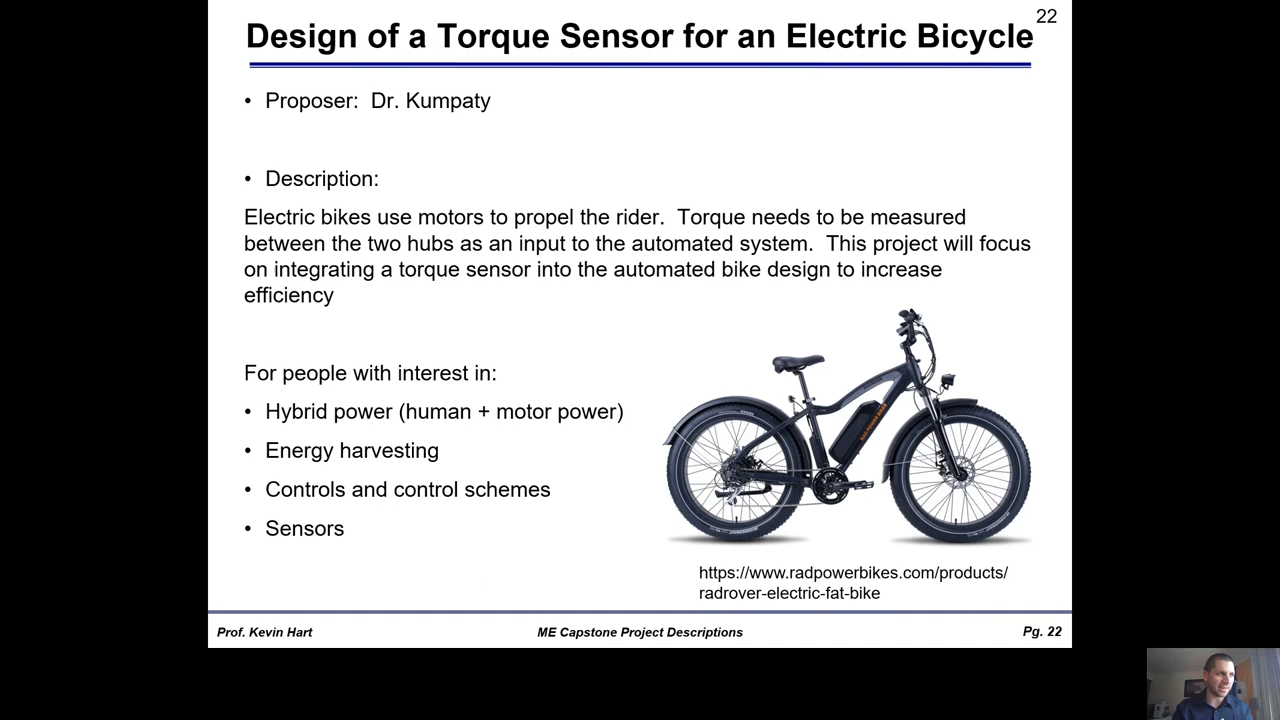 22
Design of a Torque Sensor for an Electric Bicycle
• Proposer:  Dr. Kumpaty
• Description:
Electric bikes use motors to propel the rider.  Torque needs to be measured
between the two hubs as an input to the automated system.  This project will focus
on integrating a torque sensor into the automated bike design to increase
efficiency
For people with interest in:
• Hybrid power (human + motor power)
• Energy harvesting
• Controls and control schemes
• Sensors
RAD POWER BIKES
https://www.radpowerbikes.com/products/
radrover-electric-fat-bike
Prof. Kevin Hart
ME Capstone Project Descriptions
Pg. 22